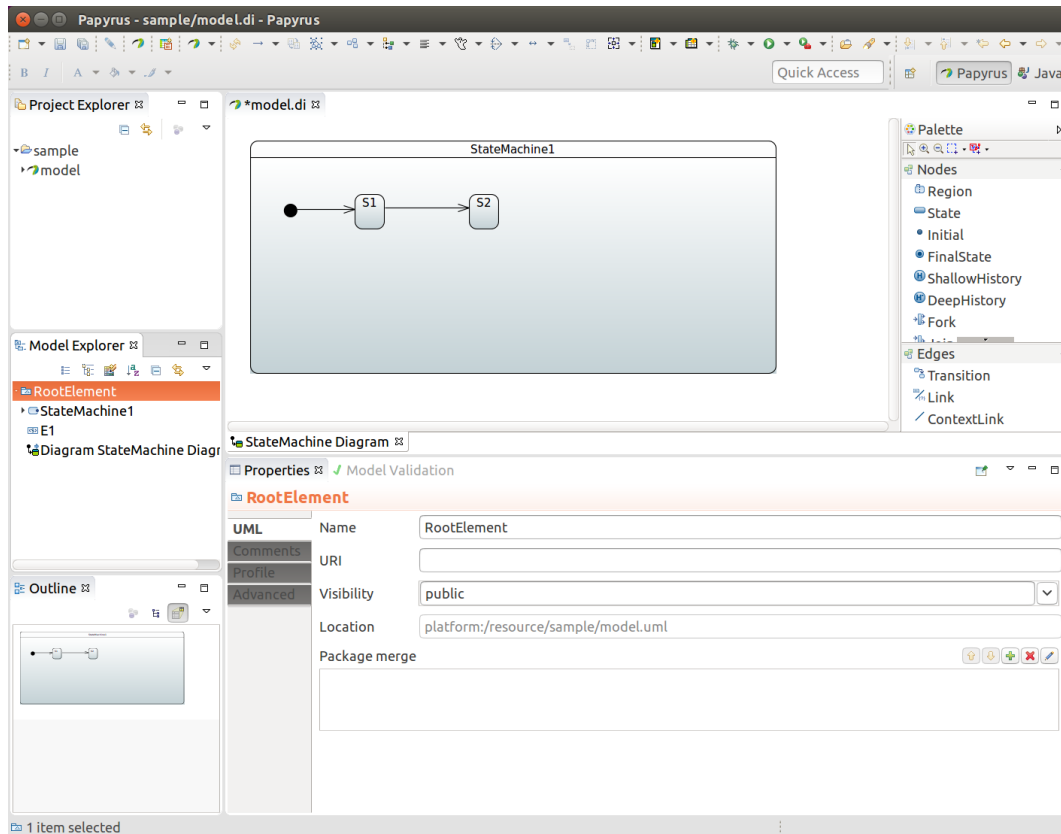 Papyrus - sample/model.di - Papyrus
B I A
Quick Access
Papyrus
Java
Project Explorer
sample
model
*model.di
StateMachine1
S1
S2
Palette
Nodes
Region
State
Initial
FinalState
ShallowHistory
DeepHistory
Fork
Edges
Transition
Link
ContextLink
Model Explorer
RootElement
StateMachine1
E1
Diagram StateMachine Diagr
StateMachine Diagram
Properties
Model Validation
RootElement
UML
Comments
Profile
Advanced
Name RootElement
URI
Visibility public
Location platform:/resource/sample/model.uml
Package merge
Outline
1 item selected